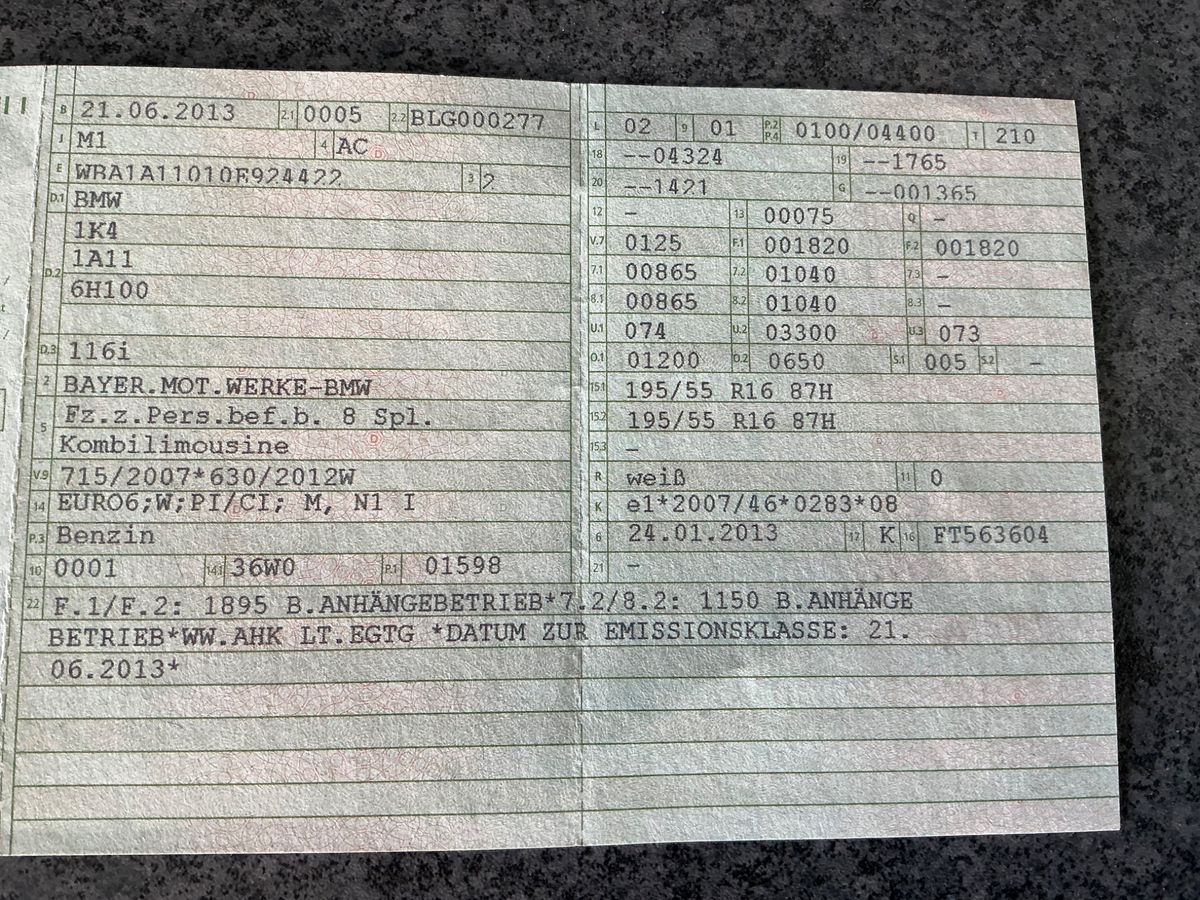 B 21.06.2013 2.1 0005 2.2 BLG000277
J M1 4 AC
E WBA1A11010E924422 3 2
D.1 BMW
1K4
1A11
D.2
6H100
D.3 116i
2 BAYER.MOT.WERKE-BMW
5 Fz.z.Pers.bef.b. 8 Spl.
Kombilimousine
V.9 715/2007*630/2012W
14 EURO6;W;PI/CI; M, N1 I
P.3 Benzin
10 0001 14.1 36W0 P.1 01598
L 02 9 01 P.2 P.4 0100/04400 T 210
18 --04324 19 --1765
20 --1421 G --001365
12 – 13 00075 Q –
V.7 0125 F.1 001820 F.2 001820
7.1 00865 7.2 01040 7.3 –
8.1 00865 8.2 01040 8.3 –
U.1 074 U.2 03300 U.3 073
O.1 01200 O.2 0650 S.1 005 S.2 –
15.1 195/55 R16 87H
15.2 195/55 R16 87H
15.3 –
R weiß 11 0
K e1*2007/46*0283*08
6 24.01.2013 17 K 16 FT563604
21 –
22 F.1/F.2: 1895 B.ANHÄNGEBETRIEB*7.2/8.2: 1150 B.ANHÄNGE
BETRIEB*WW.AHK LT.EGTG *DATUM ZUR EMISSIONSKLASSE: 21.
06.2013*